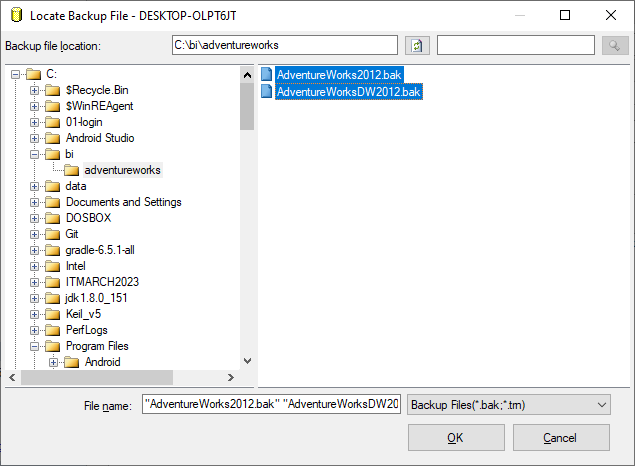 Locate Backup File - DESKTOP-OLPT6JT
Backup file location:
C:\bi\adventureworks
C:
$Recycle.Bin
$WinREAgent
01-login
Android Studio
bi
adventureworks
data
Documents and Settings
DOSBOX
Git
gradle-6.5.1-all
Intel
ITMARCH2023
jdk1.8.0_151
Keil_v5
PerfLogs
Program Files
Android
AdventureWorks2012.bak
AdventureWorksDW2012.bak
File name:
"AdventureWorks2012.bak" "AdventureWorksDW20
Backup Files(*.bak;*.trn)
OK
Cancel